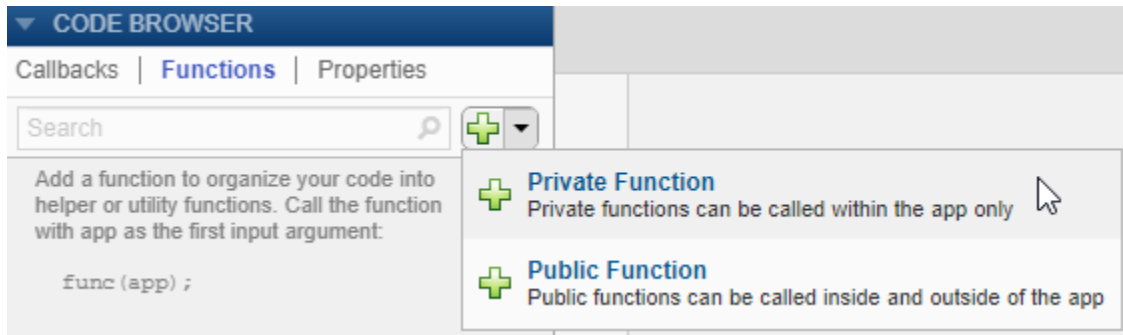 CODE BROWSER
Callbacks | Functions | Properties
Search
Add a function to organize your code into
helper or utility functions. Call the function
with app as the first input argument:
func(app);
Private Function
Private functions can be called within the app only
Public Function
Public functions can be called inside and outside of the app